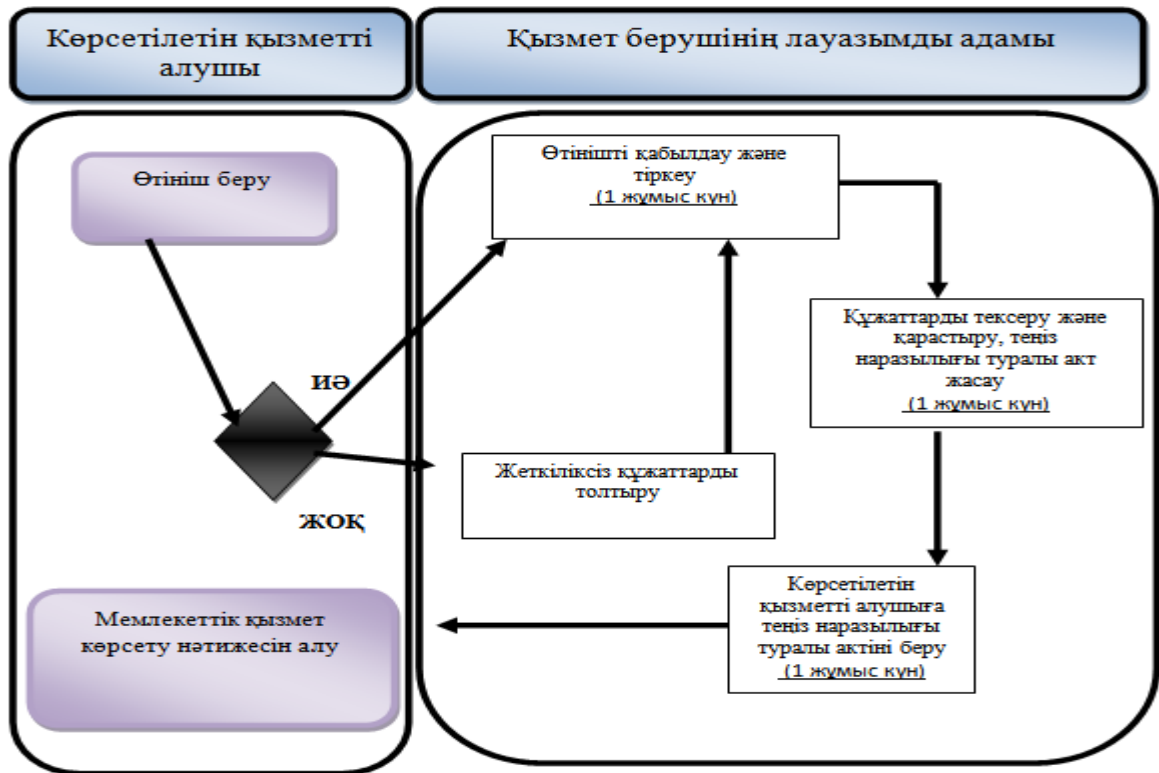 Көрсетілетін қызметті
алушы
Қызмет берушінің лауазымды адамы
Өтініш беру
Өтінішті қабылдау және
тіркеу
(1 жұмыс күн)
Құжаттарды тексеру және
қарастыру, теңіз
наразылығы туралы акт
жасау
(1 жұмыс күн)
ИӘ
Жеткіліксіз құжаттарды
толтыру
ЖОҚ
Көрсетілетін
қызметті алушыға
теңіз наразылығы
туралы актіні беру
(1 жұмыс күн)
Мемлекеттік қызмет
көрсету нәтижесін алу